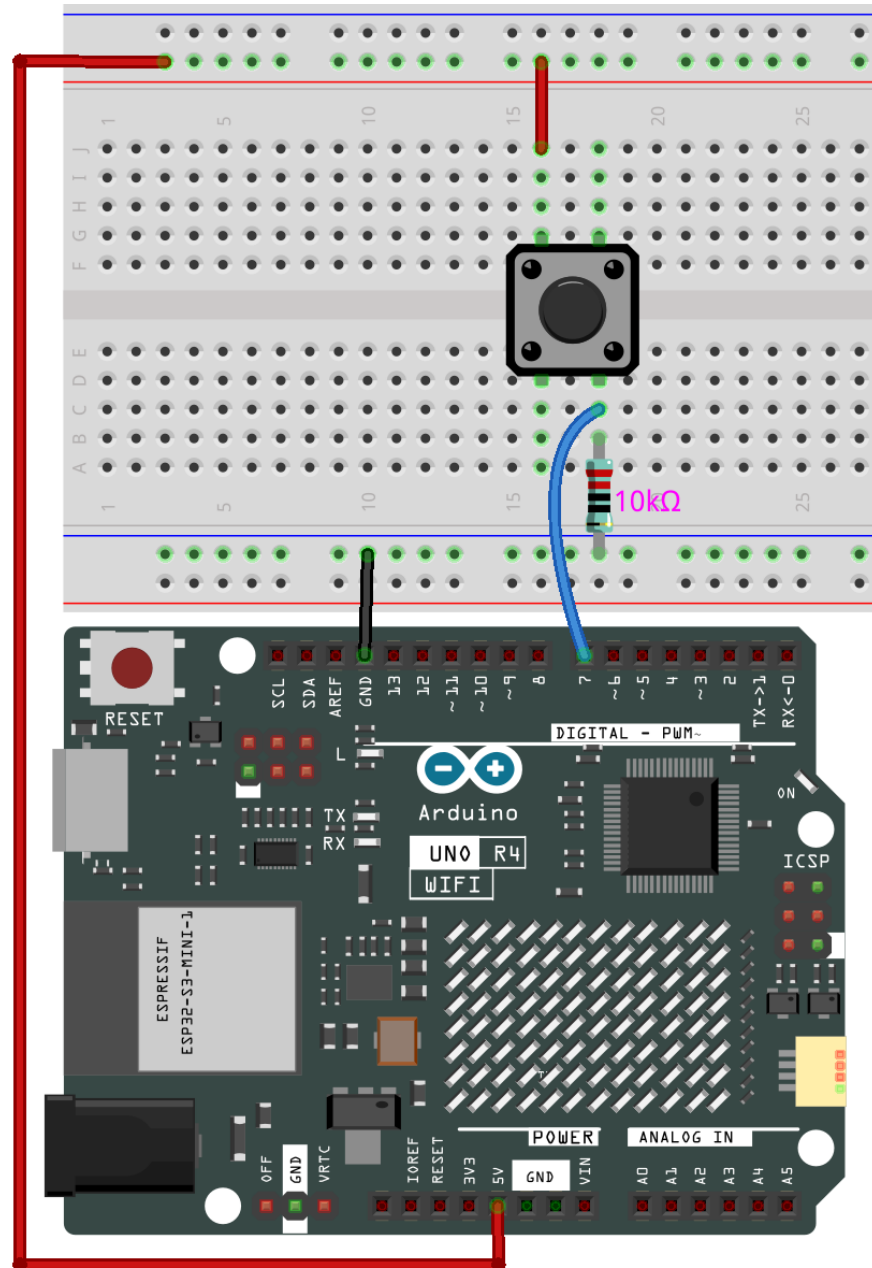 1 5 10 15 20 25
J
I
H
G
F
E
D
C
B
A
10kΩ
1 5 10 15 25
RESET
SCL
SDA
AREF
GND
13
12
~11
~10
~9
8
7
~6
~5
4
~3
2
TX->1
RX<-0
DIGITAL - PWM~
L
TX
RX
Arduino
UNO R4
WIFI
ON
ICSP
ESPRESSIF
ESP32-S3-MINI-1
POWER
ANALOG IN
OFF
GND
VRTC
IOREF
RESET
3V3
5V
GND
VIN
A0
A1
A2
A3
A4
A5